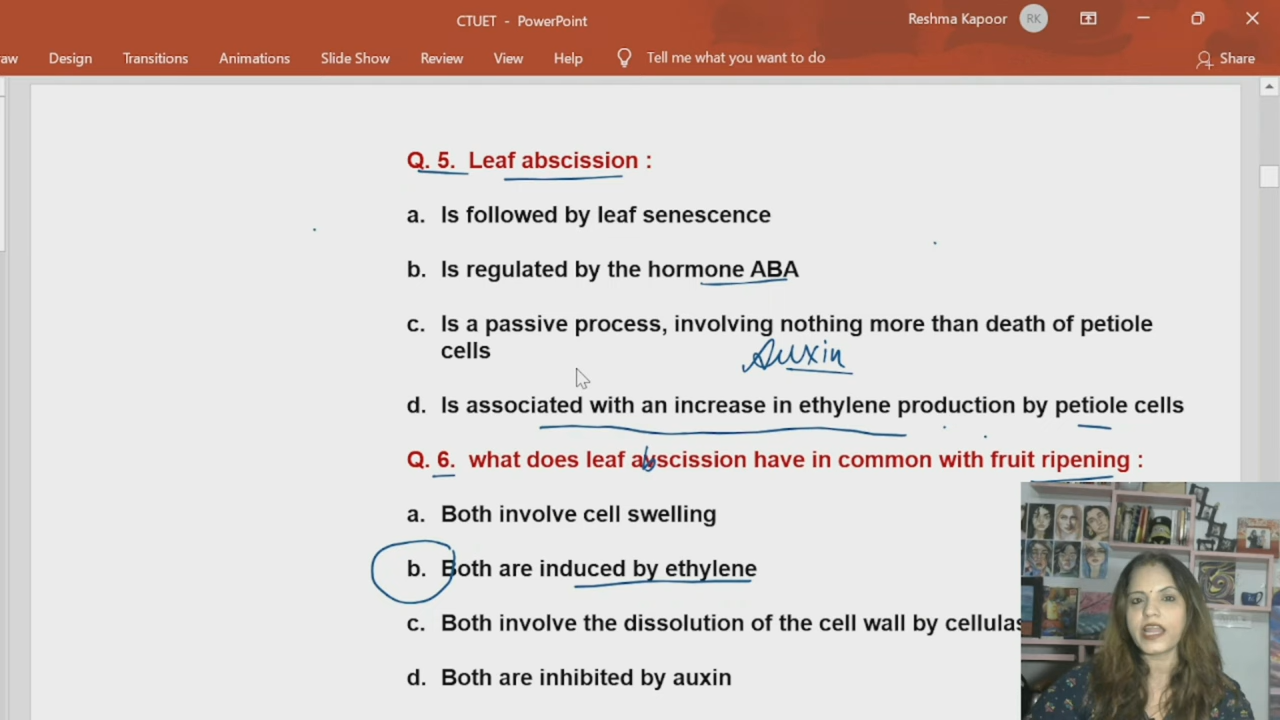 CTUET - PowerPoint
Reshma Kapoor RK
aw Design Transitions Animations Slide Show Review View Help Tell me what you want to do Share
Q. 5. Leaf abscission :
a. Is followed by leaf senescence
b. Is regulated by the hormone ABA
c. Is a passive process, involving nothing more than death of petiole
cells
Auxin
d. Is associated with an increase in ethylene production by petiole cells
Q. 6. what does leaf abscission have in common with fruit ripening :
a. Both involve cell swelling
b. Both are induced by ethylene
c. Both involve the dissolution of the cell wall by cellulas
d. Both are inhibited by auxin